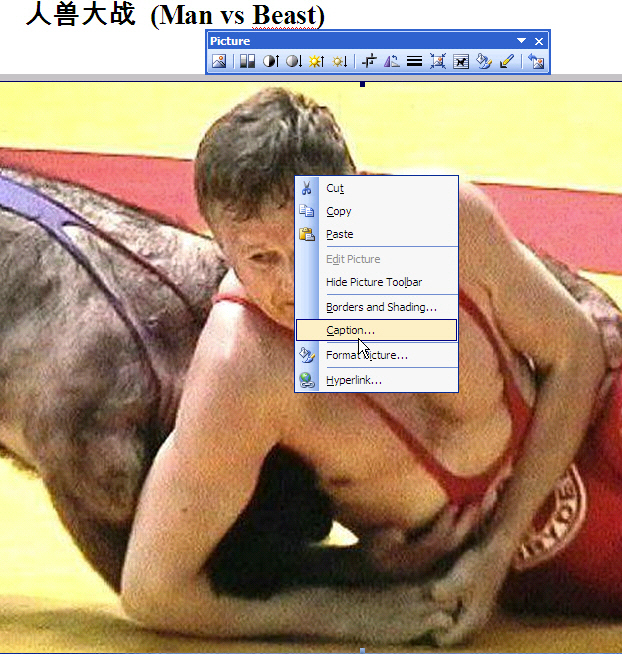 人兽大战 (Man vs Beast)
Picture
Cut
Copy
Paste
Edit Picture
Hide Picture Toolbar
Borders and Shading...
Caption...
Format Picture...
Hyperlink...